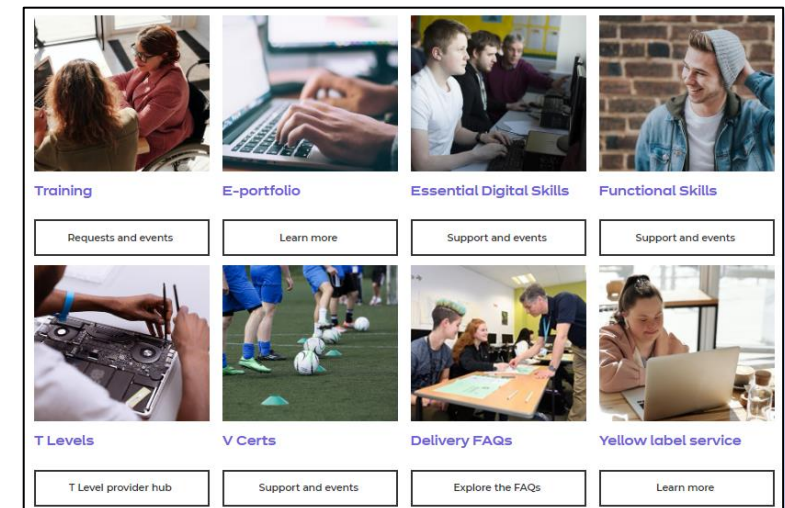 Training
E-portfolio
Essential Digital Skills
Functional Skills
Requests and events
Learn more
Support and events
Support and events
T Levels
V Certs
Delivery FAQs
Yellow label service
T Level provider hub
Support and events
Explore the FAQs
Learn more